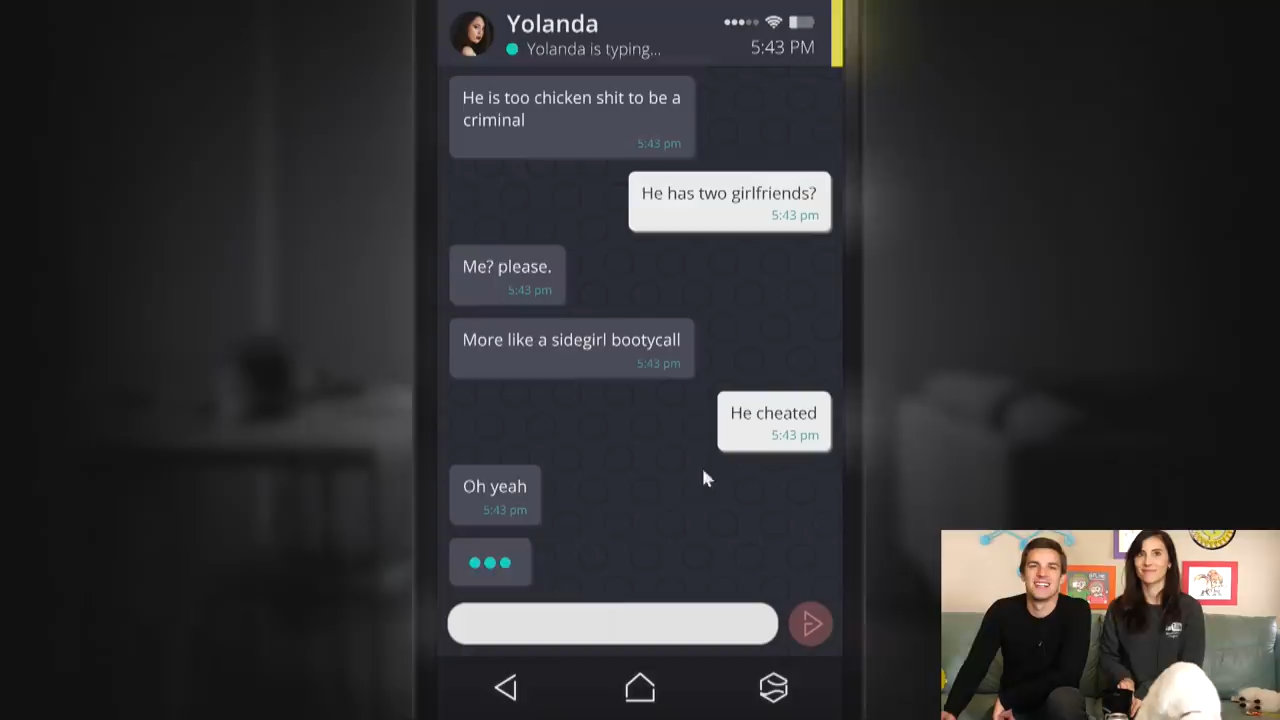 Yolanda
Yolanda is typing...
5:43 PM
He is too chicken shit to be a
criminal
5:43 pm
He has two girlfriends?
5:43 pm
Me? please.
5:43 pm
More like a sidegirl bootycall
5:43 pm
He cheated
5:43 pm
Oh yeah
5:43 pm